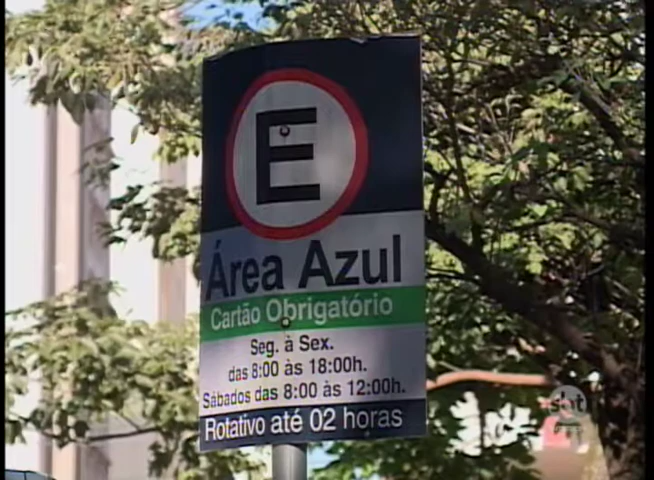 E
Área Azul
Cartão Obrigatório
Seg. à Sex.
das 8:00 às 18:00h.
Sábados das 8:00 às 12:00h.
Rotativo até 02 horas
sbt